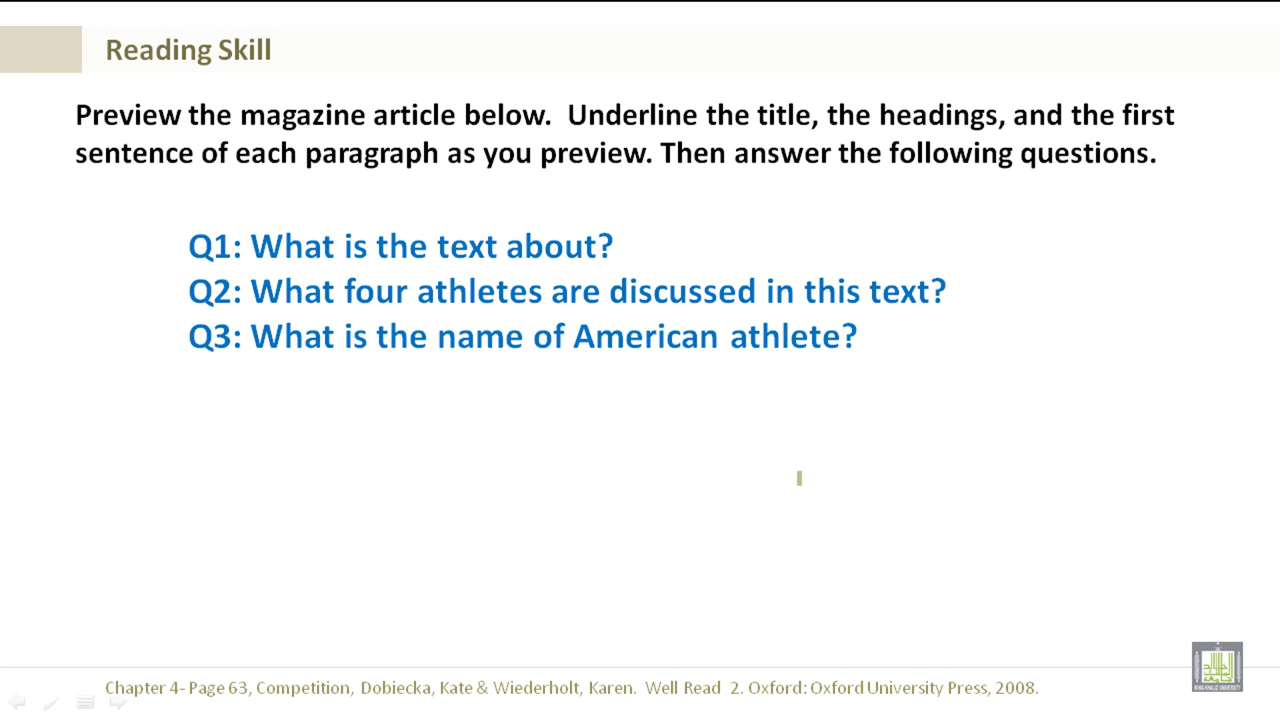 Reading Skill
Preview the magazine article below.  Underline the title, the headings, and the first
sentence of each paragraph as you preview. Then answer the following questions.
Q1: What is the text about?
Q2: What four athletes are discussed in this text?
Q3: What is the name of American athlete?
Chapter 4- Page 63, Competition, Dobiecka, Kate & Wiederholt, Karen.  Well Read  2. Oxford: Oxford University Press, 2008.
KING KHALID UNIVERSITY